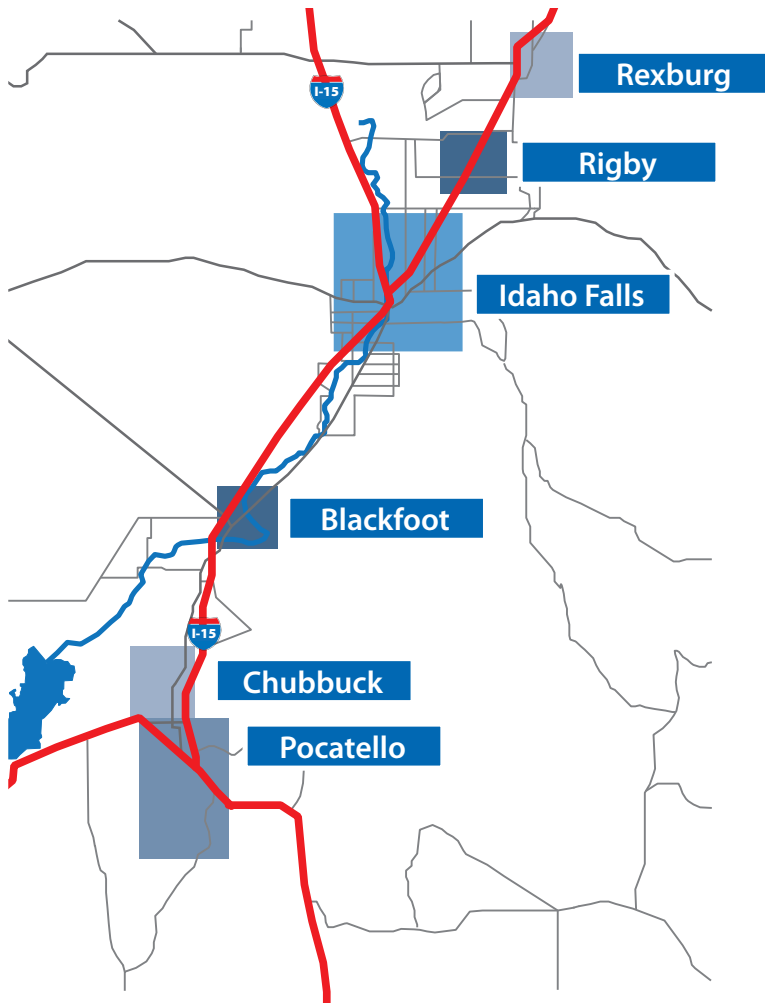 Rexburg
I-15
Rigby
Idaho Falls
Blackfoot
I-15
Chubbuck
Pocatello